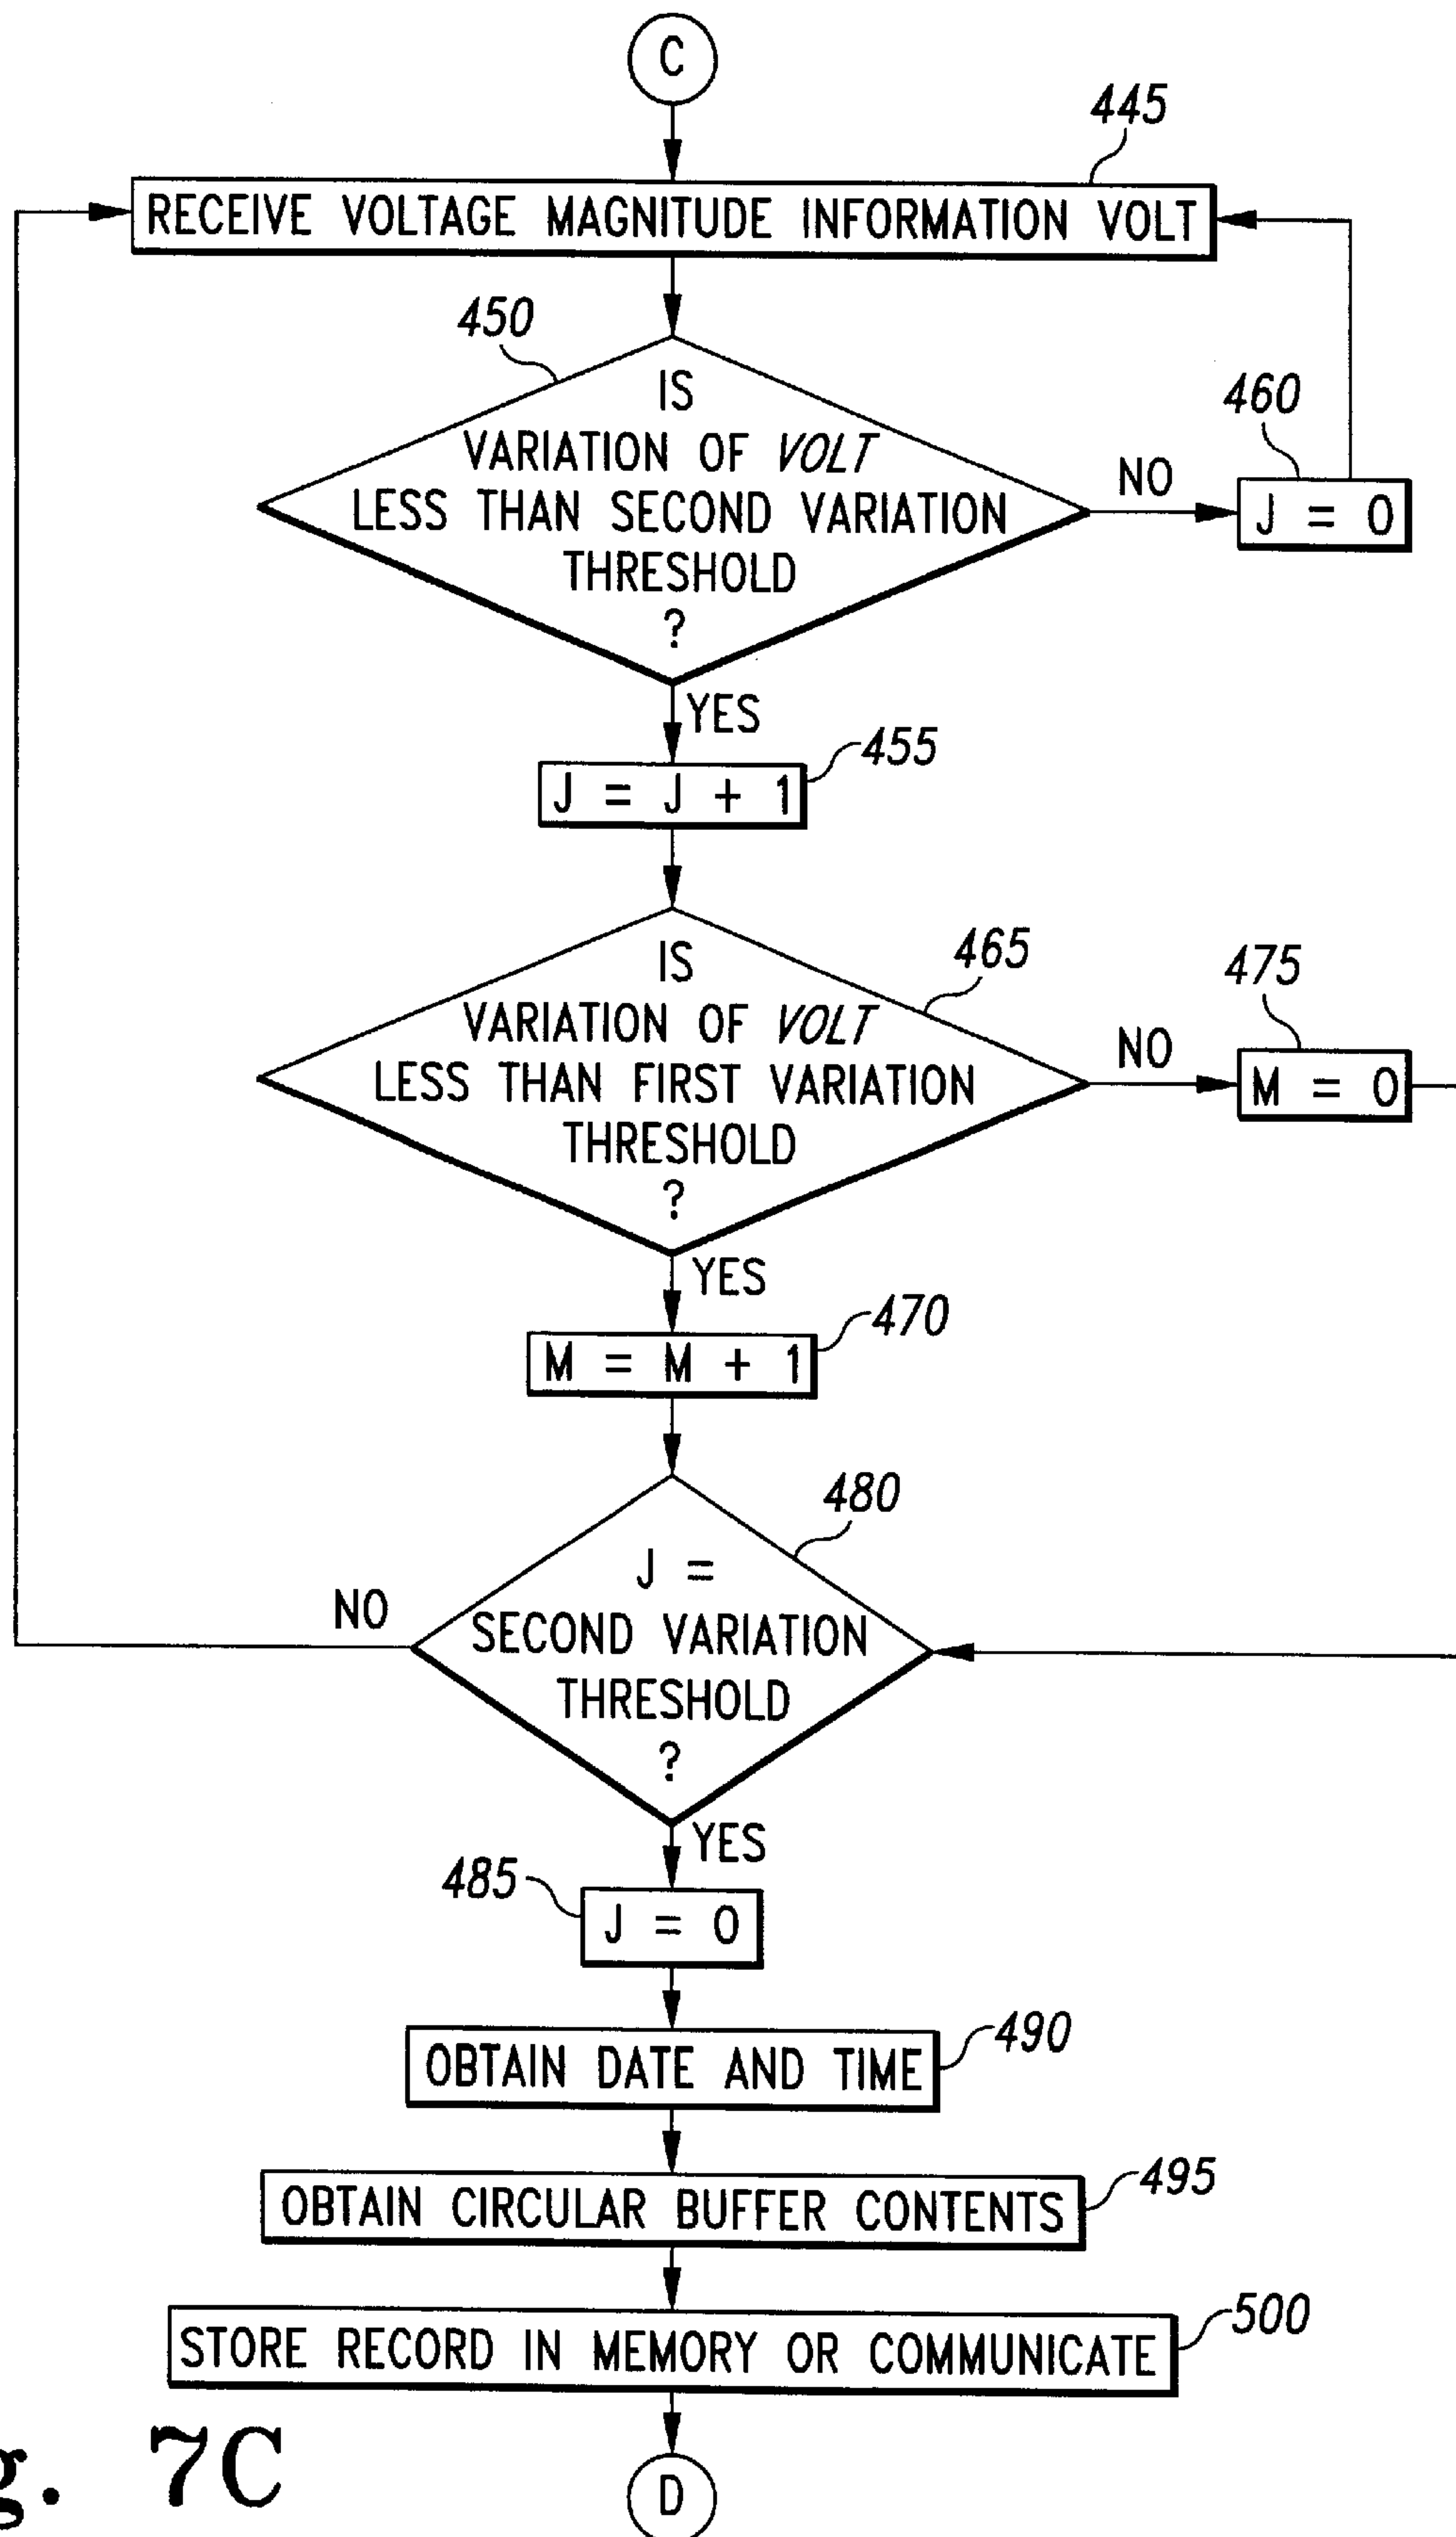 C
445
RECEIVE VOLTAGE MAGNITUDE INFORMATION VOLT
450
IS
VARIATION OF VOLT
LESS THAN SECOND VARIATION
THRESHOLD
?
NO
460
J = 0
YES
455
J = J + 1
465
IS
VARIATION OF VOLT
LESS THAN FIRST VARIATION
THRESHOLD
?
NO
475
M = 0
YES
470
M = M + 1
480
J =
SECOND VARIATION
THRESHOLD
?
NO
YES
485
J = 0
490
OBTAIN DATE AND TIME
495
OBTAIN CIRCULAR BUFFER CONTENTS
500
STORE RECORD IN MEMORY OR COMMUNICATE
g. 7C
D